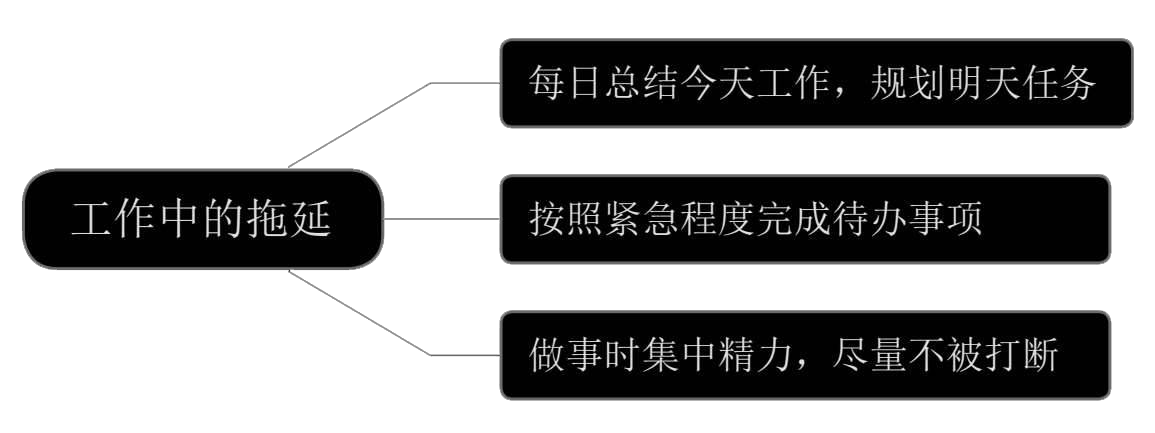 工作中的拖延
每日总结今天工作，规划明天任务
按照紧急程度完成待办事项
做事时集中精力，尽量不被打断